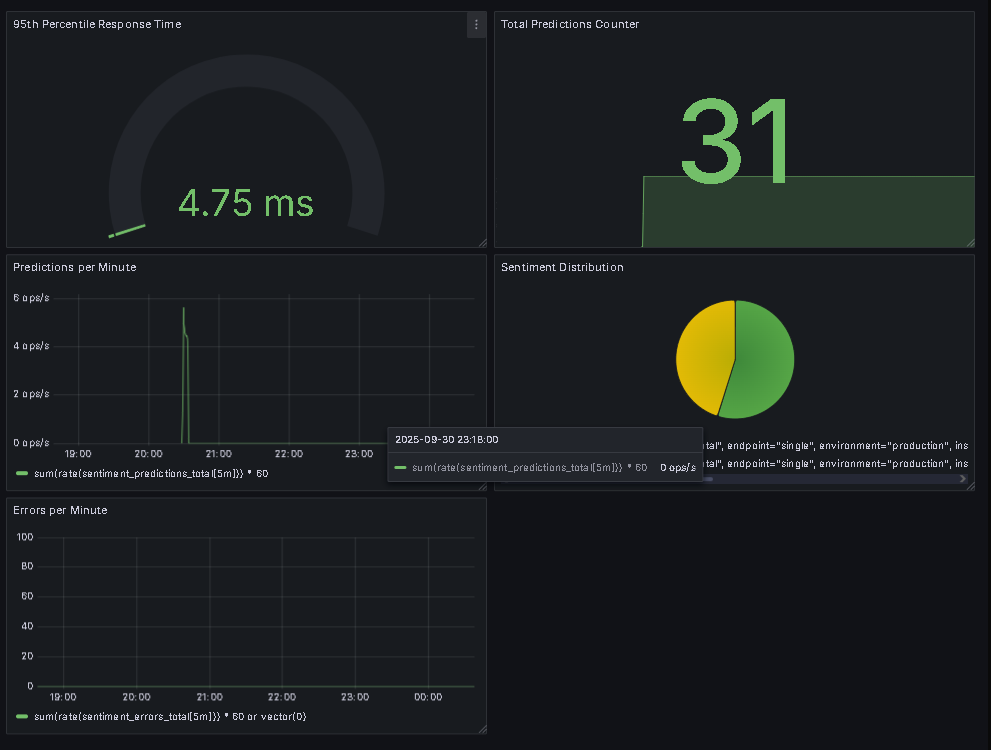 95th Percentile Response Time
4.75 ms
Total Predictions Counter
31
Predictions per Minute
6 ops/s
4 ops/s
2 ops/s
0 ops/s
19:00 20:00 21:00 22:00 23:00
sum(rate(sentiment_predictions_total[5m])) * 60
Sentiment Distribution
2025-09-30 23:18:00
sum(rate(sentiment_predictions_total[5m])) * 60 0 ops/s
tal", endpoint="single", environment="production", ins
tal", endpoint="single", environment="production", ins
Errors per Minute
100
80
60
40
20
0
19:00 20:00 21:00 22:00 23:00 00:00
sum(rate(sentiment_errors_total[5m])) * 60 or vector(0)